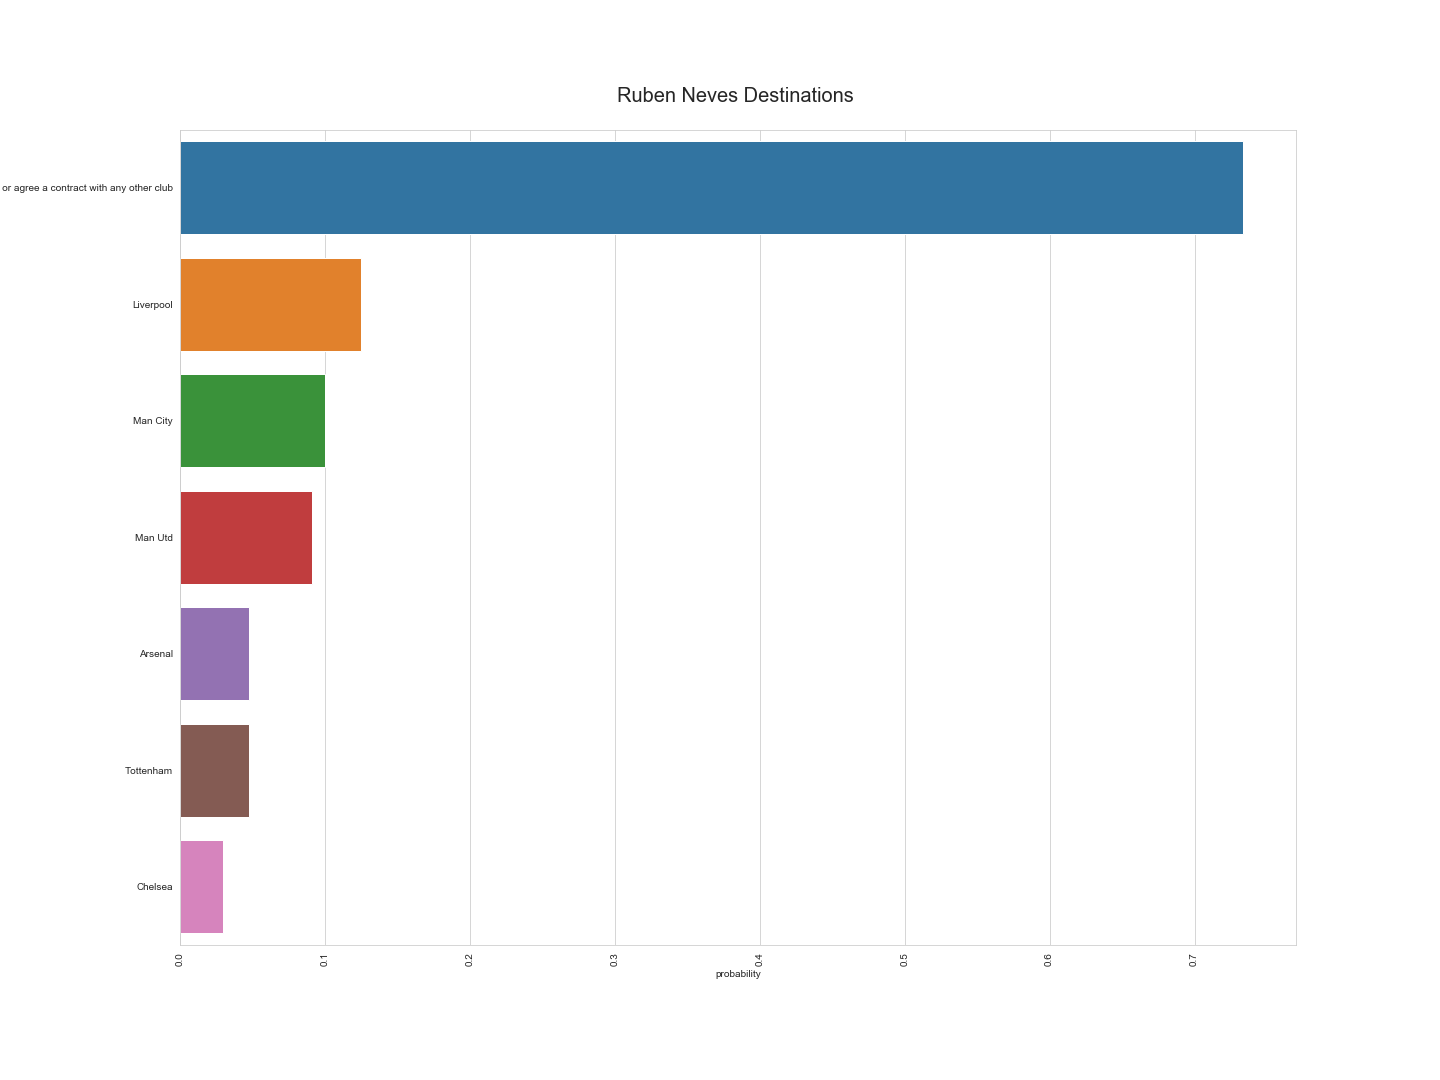 Ruben Neves Destinations
or agree a contract with any other club
Liverpool
Man City
Man Utd
Arsenal
Tottenham
Chelsea
0.0 0.1 0.2 0.3 0.4 0.5 0.6 0.7
probability